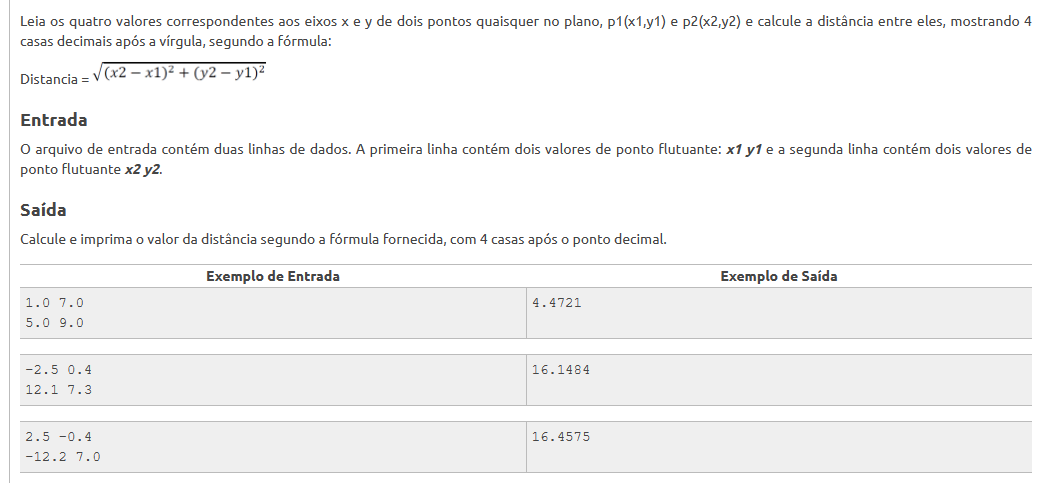 Leia os quatro valores correspondentes aos eixos x e y de dois pontos quaisquer no plano, p1(x1,y1) e p2(x2,y2) e calcule a distância entre eles, mostrando 4
casas decimais após a vírgula, segundo a fórmula:
Distancia = √(x2 − x1)² + (y2 − y1)²
Entrada
O arquivo de entrada contém duas linhas de dados. A primeira linha contém dois valores de ponto flutuante: x1 y1 e a segunda linha contém dois valores de
ponto flutuante x2 y2.
Saída
Calcule e imprima o valor da distância segundo a fórmula fornecida, com 4 casas após o ponto decimal.
Exemplo de Entrada Exemplo de Saída
1.0 7.0 4.4721
5.0 9.0
-2.5 0.4 16.1484
12.1 7.3
2.5 -0.4 16.4575
-12.2 7.0